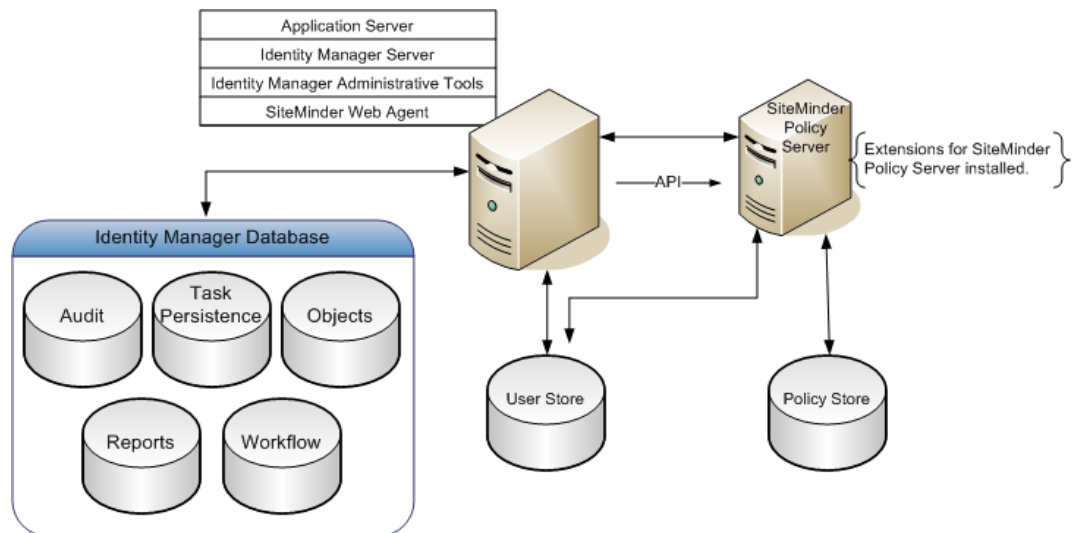 Application Server
Identity Manager Server
Identity Manager Administrative Tools
SiteMinder Web Agent
SiteMinder
Policy
Server
Extensions for SiteMinder
Policy Server installed.
API
Identity Manager Database
Audit
Task
Persistence
Objects
Reports
Workflow
User Store
Policy Store